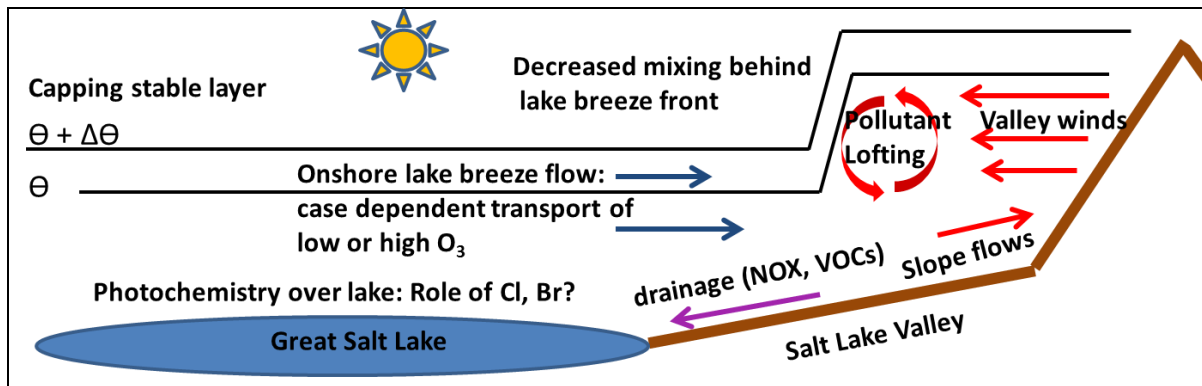 Capping stable layer
Ɵ + ΔƟ
Ɵ
Decreased mixing behind
lake breeze front
Pollutant
Lofting
Valley winds
Onshore lake breeze flow:
case dependent transport of
low or high O₃
Slope flows
drainage (NOX, VOCs)
Photochemistry over lake: Role of Cl, Br?
Great Salt Lake
Salt Lake Valley